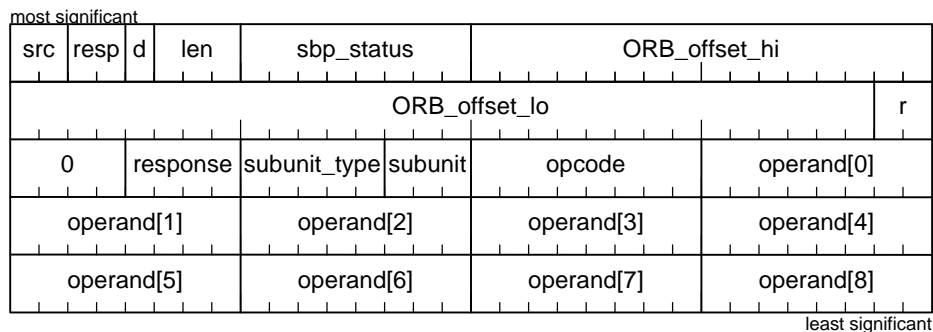 most significant
src resp d len sbp_status ORB_offset_hi
ORB_offset_lo r
0 response subunit_type subunit opcode operand[0]
operand[1] operand[2] operand[3] operand[4]
operand[5] operand[6] operand[7] operand[8]
least significant